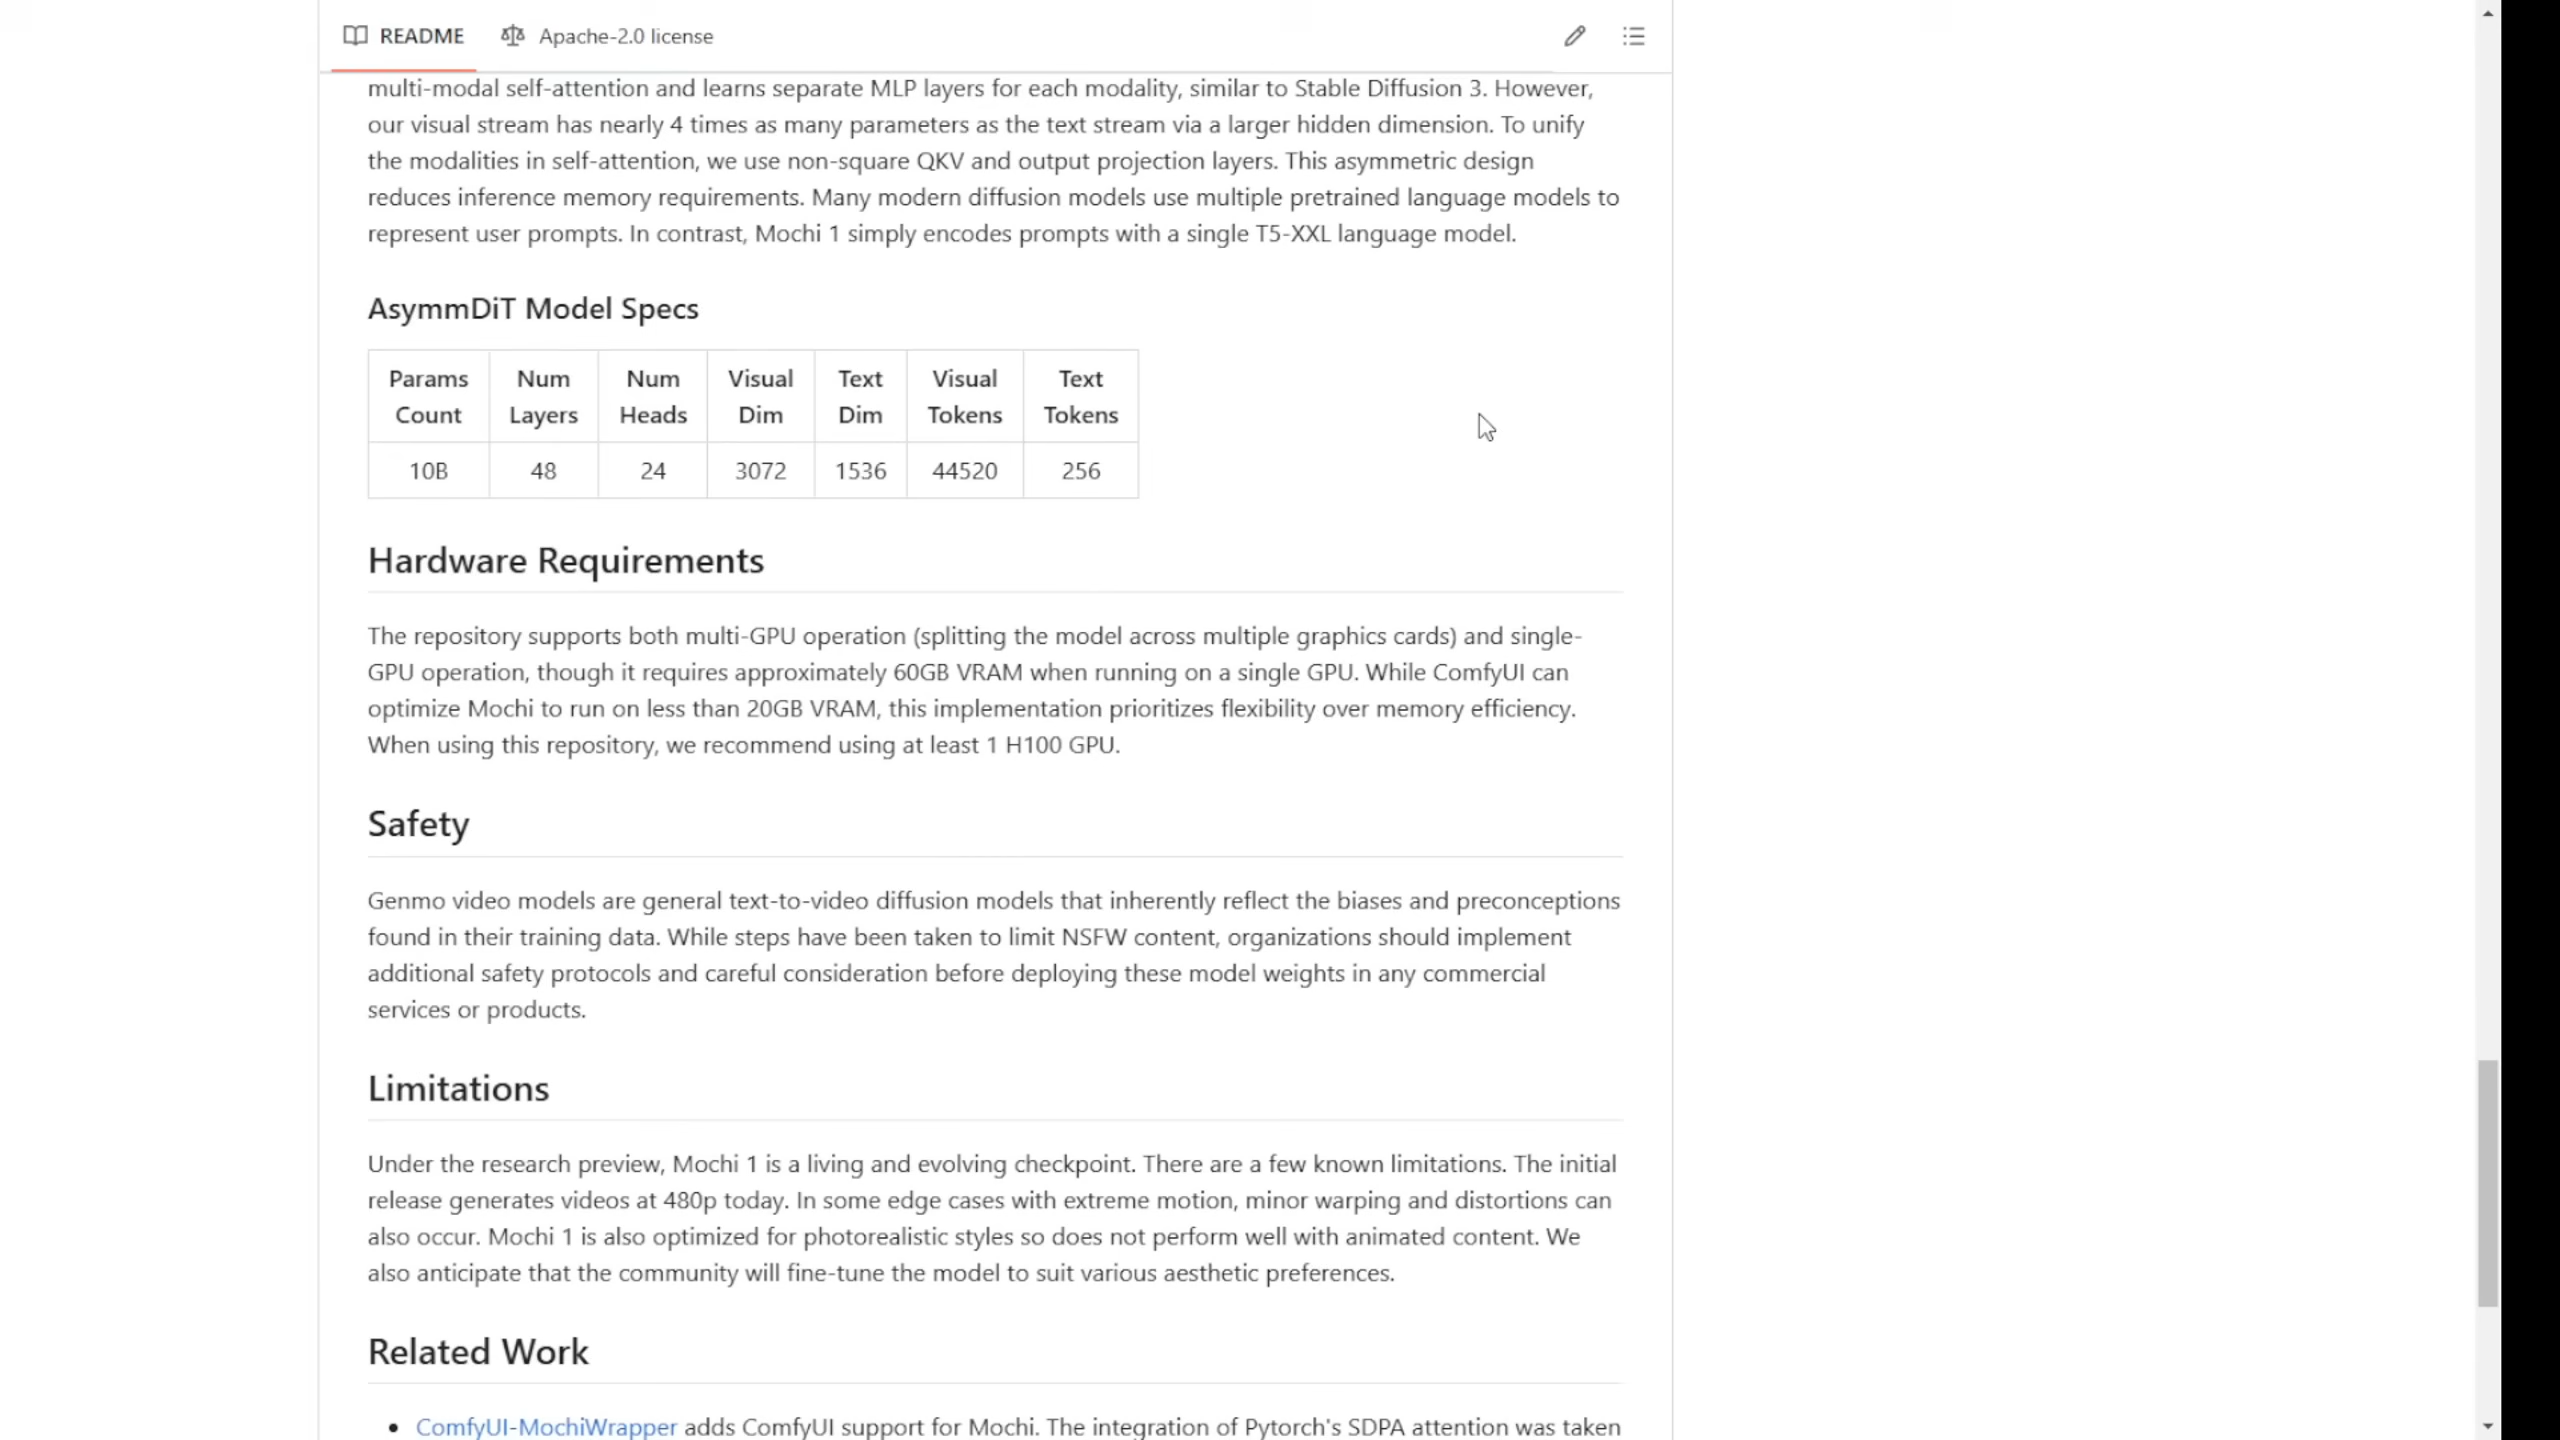 README
Apache-2.0 license
multi-modal self-attention and learns separate MLP layers for each modality, similar to Stable Diffusion 3. However,
our visual stream has nearly 4 times as many parameters as the text stream via a larger hidden dimension. To unify
the modalities in self-attention, we use non-square QKV and output projection layers. This asymmetric design
reduces inference memory requirements. Many modern diffusion models use multiple pretrained language models to
represent user prompts. In contrast, Mochi 1 simply encodes prompts with a single T5-XXL language model.
AsymmDiT Model Specs
Params Count | Num Layers | Num Heads | Visual Dim | Text Dim | Visual Tokens | Text Tokens
10B | 48 | 24 | 3072 | 1536 | 44520 | 256
Hardware Requirements
The repository supports both multi-GPU operation (splitting the model across multiple graphics cards) and single-
GPU operation, though it requires approximately 60GB VRAM when running on a single GPU. While ComfyUI can
optimize Mochi to run on less than 20GB VRAM, this implementation prioritizes flexibility over memory efficiency.
When using this repository, we recommend using at least 1 H100 GPU.
Safety
Genmo video models are general text-to-video diffusion models that inherently reflect the biases and preconceptions
found in their training data. While steps have been taken to limit NSFW content, organizations should implement
additional safety protocols and careful consideration before deploying these model weights in any commercial
services or products.
Limitations
Under the research preview, Mochi 1 is a living and evolving checkpoint. There are a few known limitations. The initial
release generates videos at 480p today. In some edge cases with extreme motion, minor warping and distortions can
also occur. Mochi 1 is also optimized for photorealistic styles so does not perform well with animated content. We
also anticipate that the community will fine-tune the model to suit various aesthetic preferences.
Related Work
• ComfyUI-MochiWrapper adds ComfyUI support for Mochi. The integration of Pytorch's SDPA attention was taken